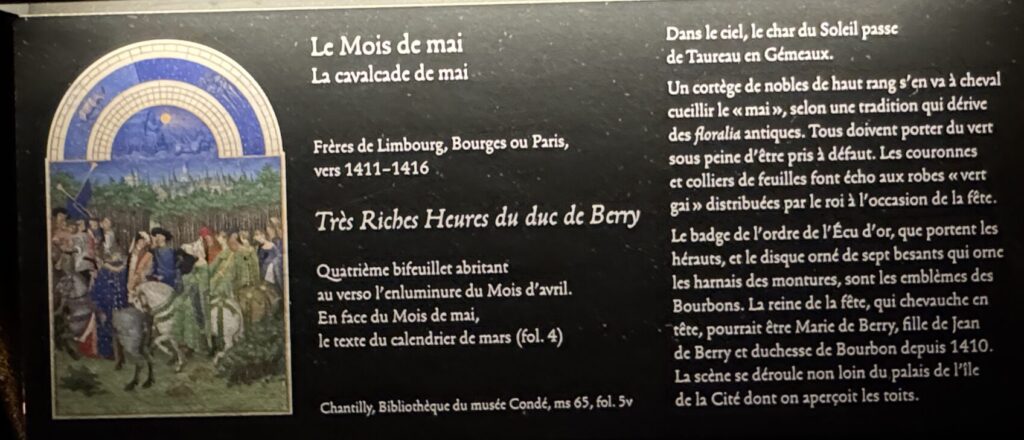 Le Mois de mai
La cavalcade de mai
Frères de Limbourg, Bourges ou Paris,
vers 1411–1416
Très Riches Heures du duc de Berry
Quatrième bifeuillet abritant
au verso l'enluminure du Mois d'avril.
En face du Mois de mai,
le texte du calendrier de mars (fol. 4)
Chantilly, Bibliothèque du musée Condé, ms 65, fol. 5v
Dans le ciel, le char du Soleil passe
de Taureau en Gémeaux.
Un cortège de nobles de haut rang s'en va à cheval
cueillir le « mai », selon une tradition qui dérive
des floralia antiques. Tous doivent porter du vert
sous peine d'être pris à défaut. Les couronnes
et colliers de feuilles font écho aux robes « vert
gai » distribuées par le roi à l'occasion de la fête.
Le badge de l'ordre de l'Écu d'or, que portent les
hérauts, et le disque orné de sept besants qui orne
les harnais des montures, sont les emblèmes des
Bourbons. La reine de la fête, qui chevauche en
tête, pourrait être Marie de Berry, fille de Jean
de Berry et duchesse de Bourbon depuis 1410.
La scène se déroule non loin du palais de l'île
de la Cité dont on aperçoit les toits.